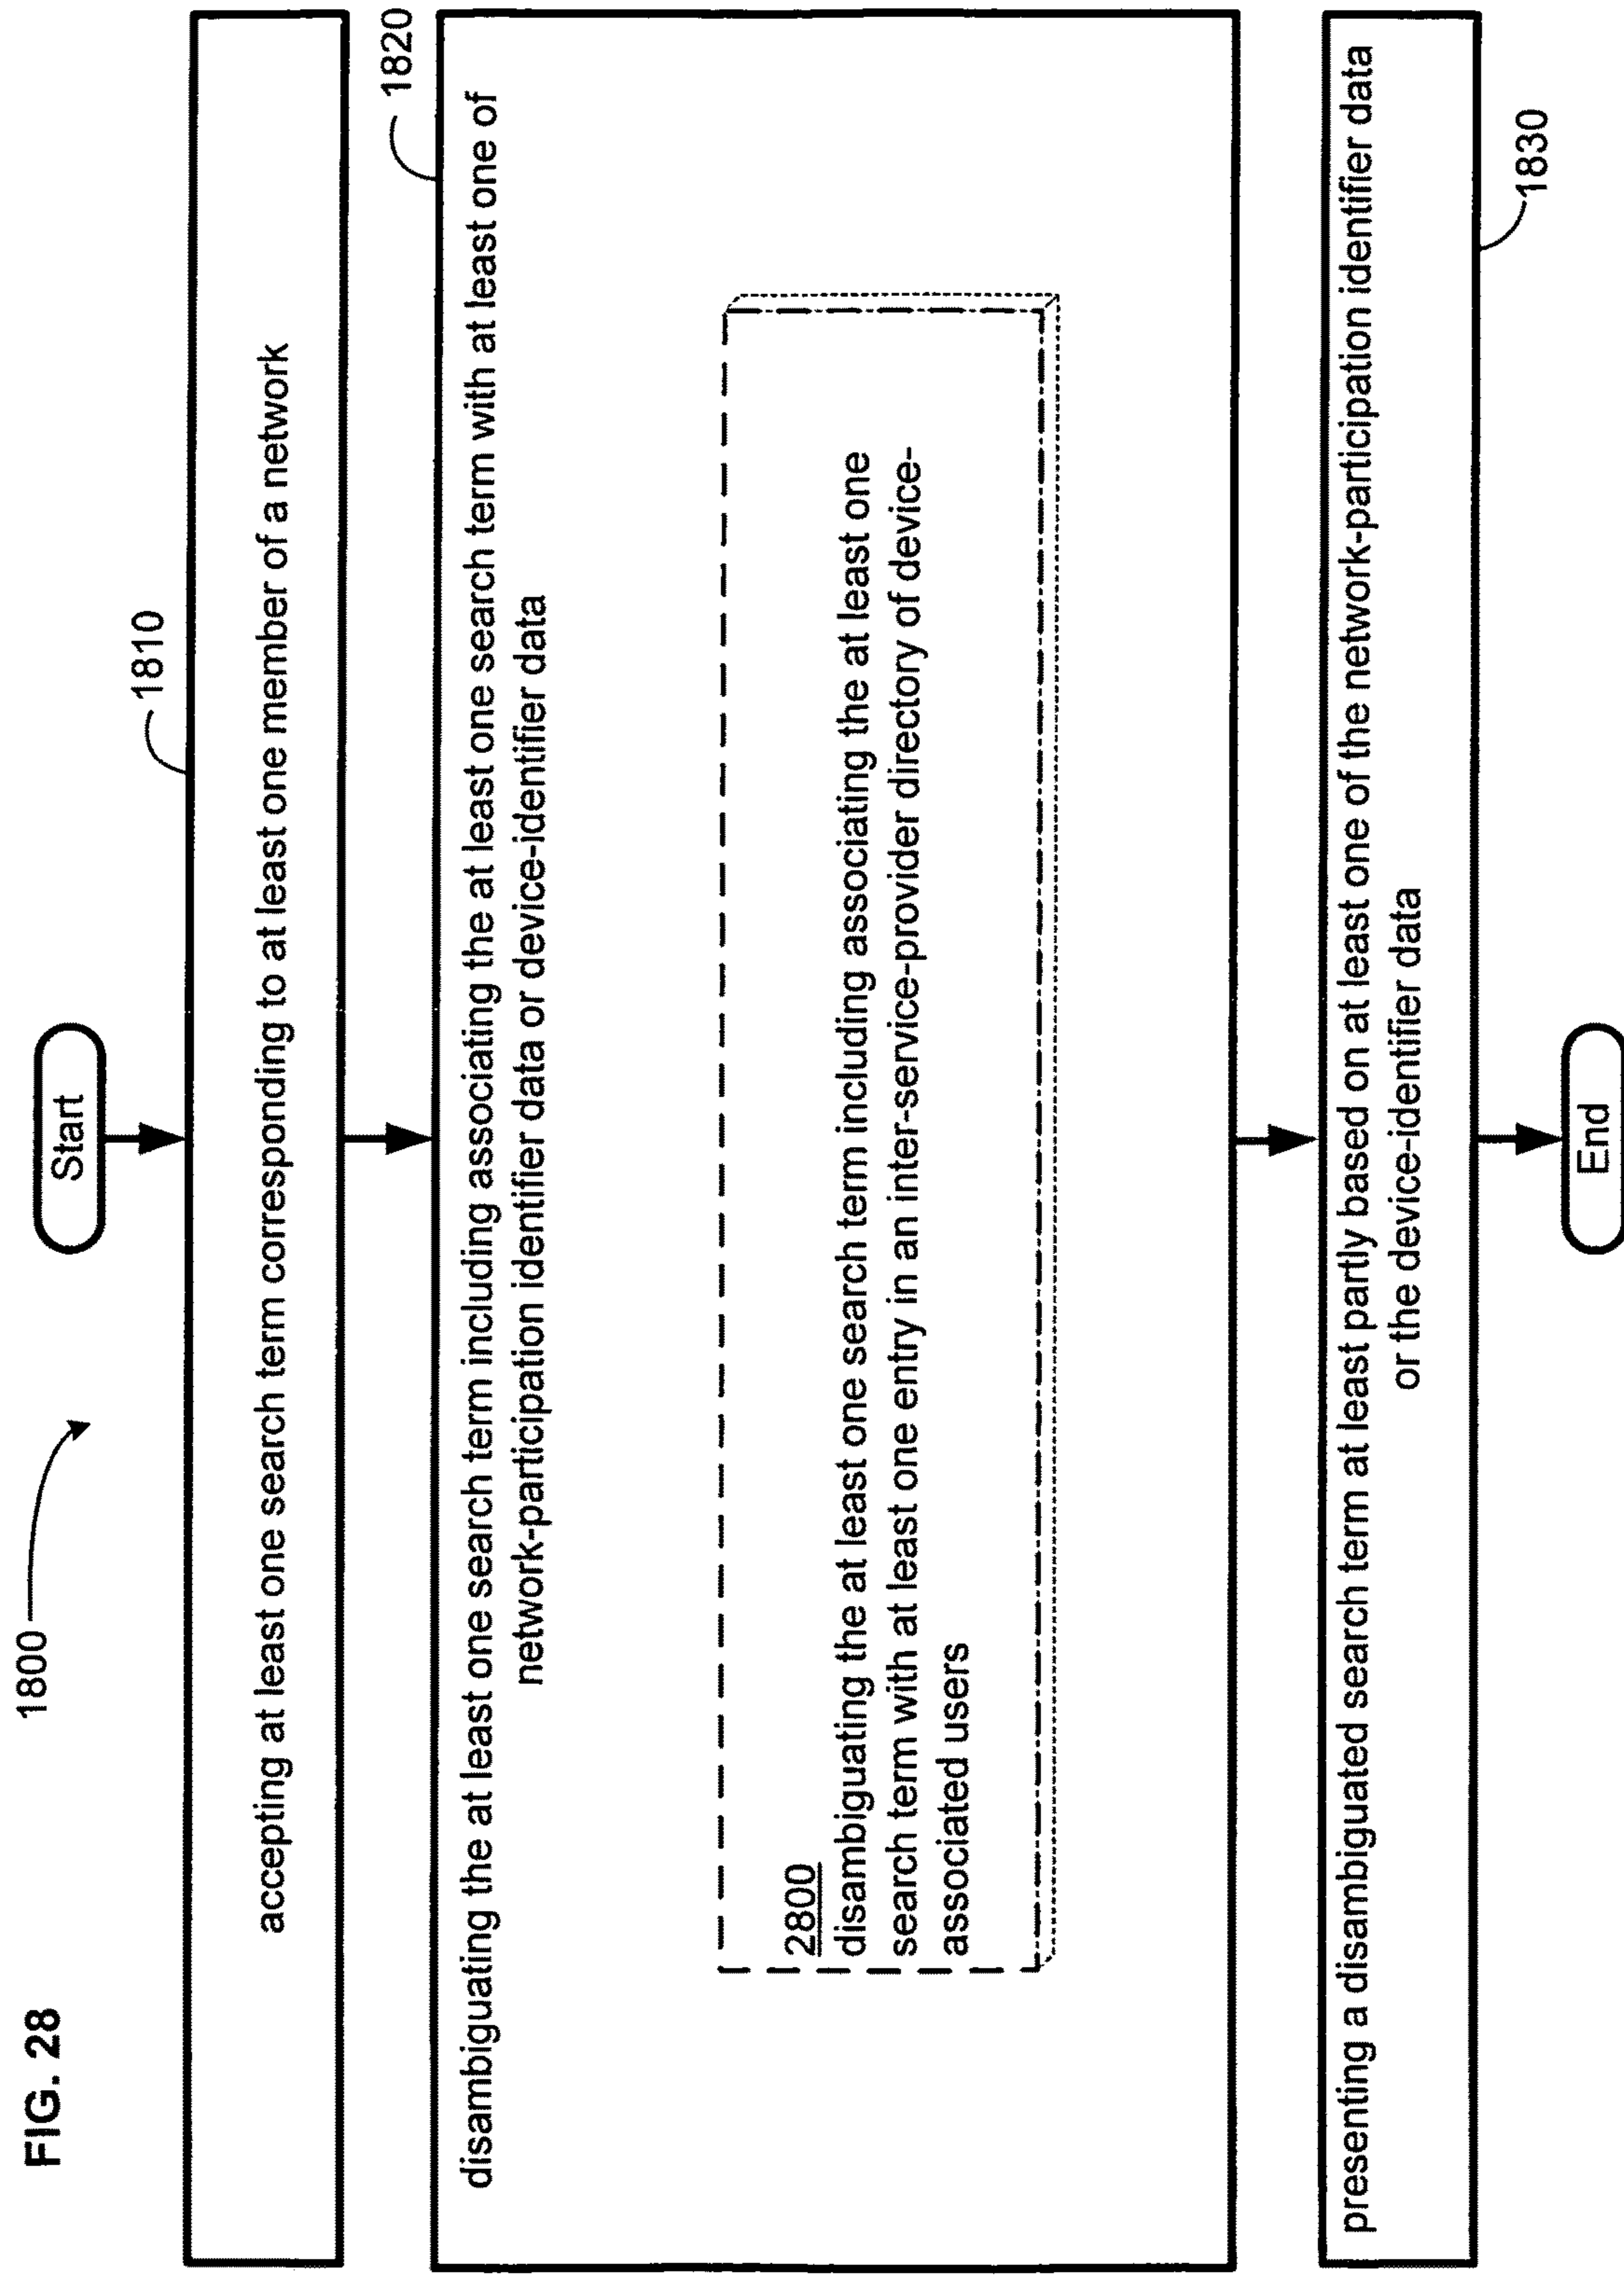 FIG. 28
1800
Start
1810
accepting at least one search term corresponding to at least one member of a network
1820
disambiguating the at least one search term including associating the at least one search term with at least one of
network-participation identifier data or device-identifier data
2800
disambiguating the at least one search term including associating the at least one
search term with at least one entry in an inter-service-provider directory of device-
associated users
presenting a disambiguated search term at least partly based on at least one of the network-participation identifier data
or the device-identifier data
1830
End